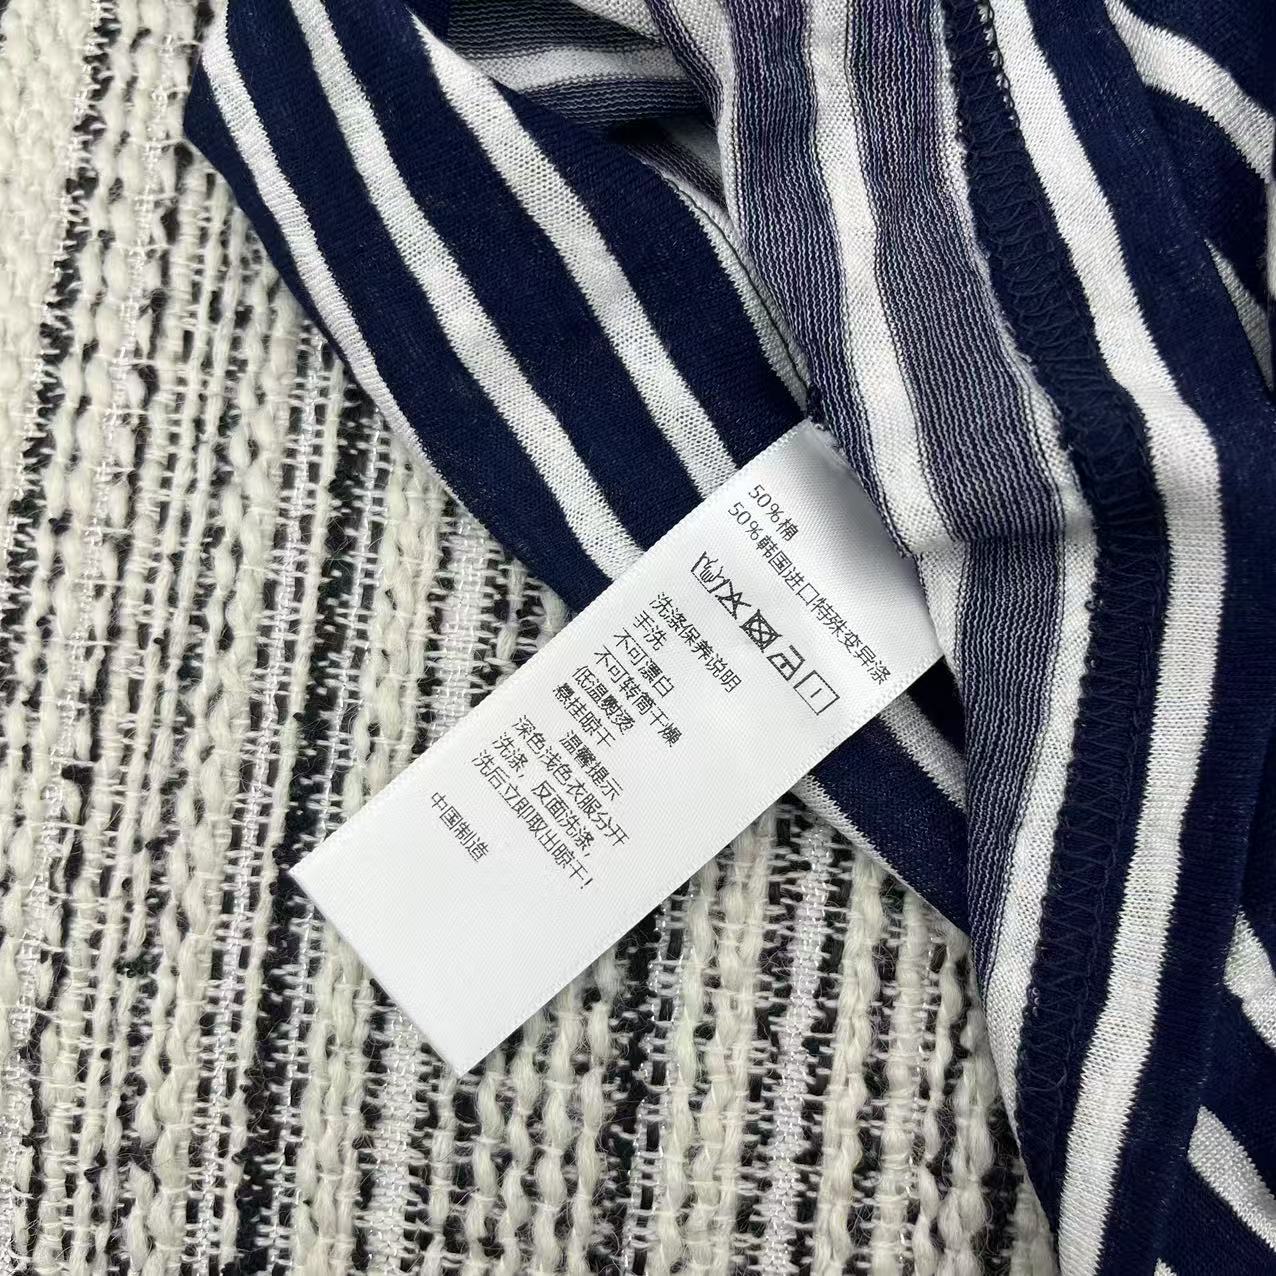 50%棉
50%韩国进口特殊变异涤
洗涤保养说明
手洗
不可漂白
不可转筒干燥
低温熨烫
悬挂晾干
温馨提示
深色浅色衣服分开
洗涤，反面洗涤，
洗后立即取出晾干！
中国制造